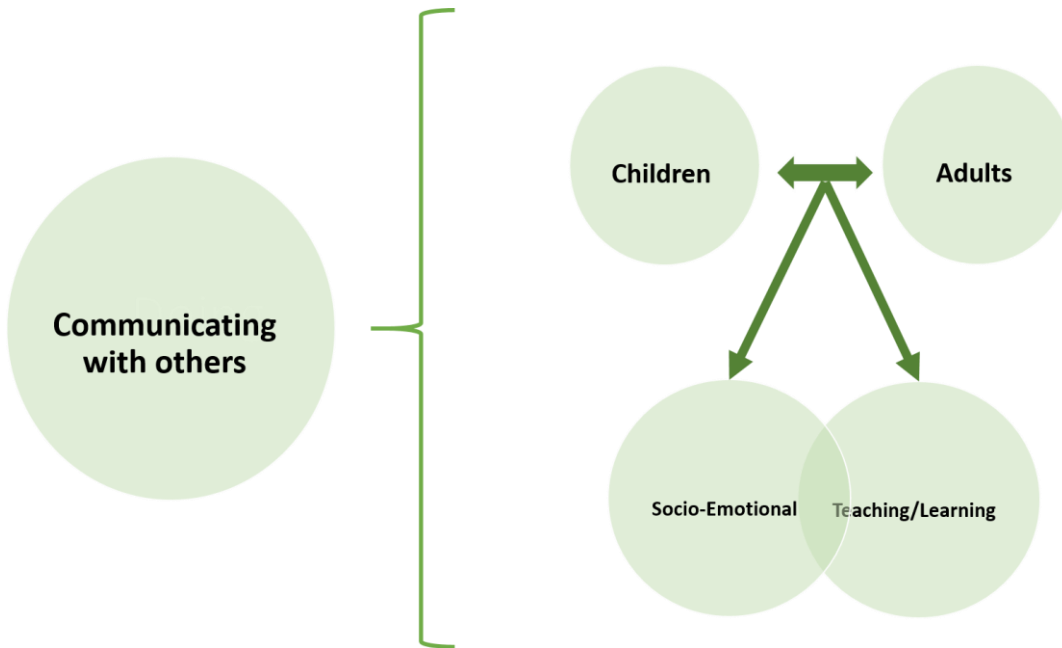 Communicating
with others
Children
Adults
Socio-Emotional
Teaching/Learning